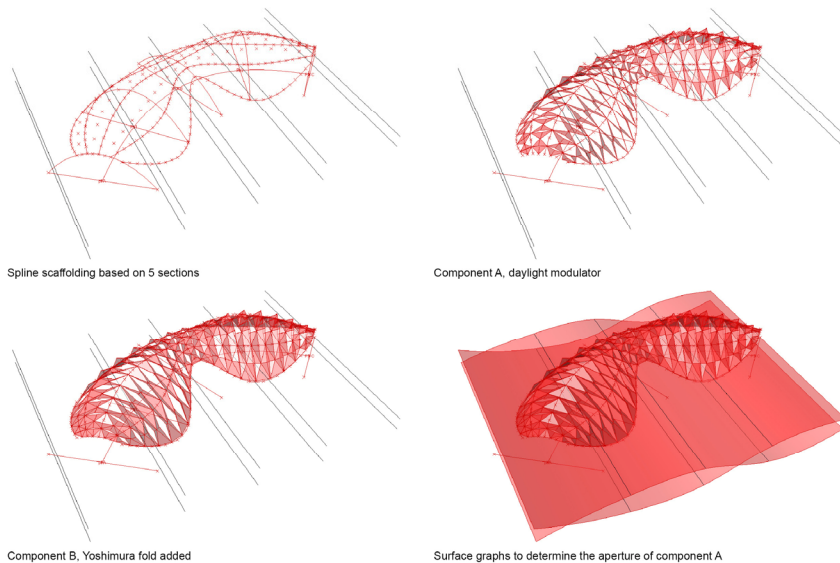 Spline scaffolding based on 5 sections
Component A, daylight modulator
Component B, Yoshimura fold added
Surface graphs to determine the aperture of component A